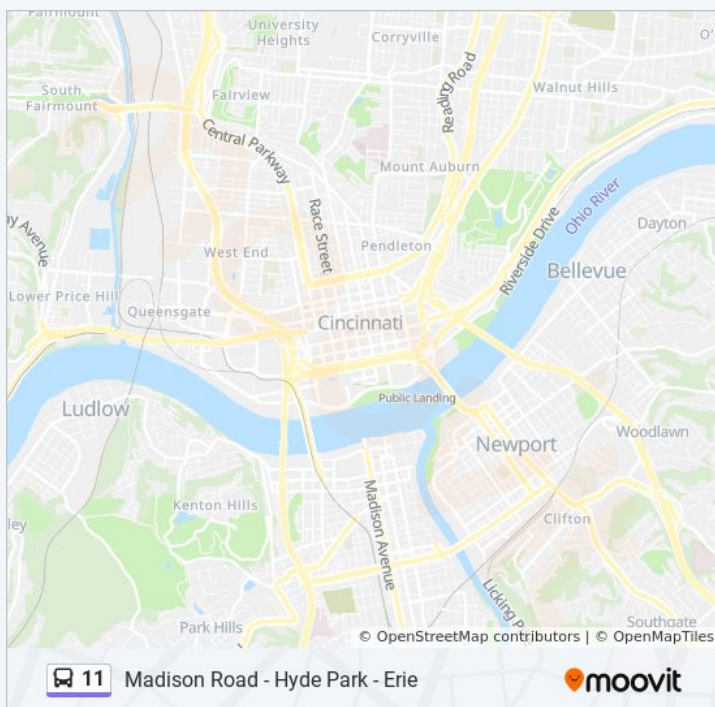 Fairmount
University
Heights
Corryville
O'
South
Fairmount
Fairview
Reading Road
Walnut Hills
Central Parkway
Mount Auburn
Race Street
Ohio River
Riverside Drive
Dayton
ay Avenue
West End
Pendleton
Bellevue
Lower Price Hill
Queensgate
Cincinnati
Public Landing
Ludlow
Newport
Woodlawn
Kenton Hills
Madison Avenue
ley
Clifton
Licking
Park Hills
Southgate
© OpenStreetMap contributors | © OpenMapTiles
11 Madison Road - Hyde Park - Erie
moovit